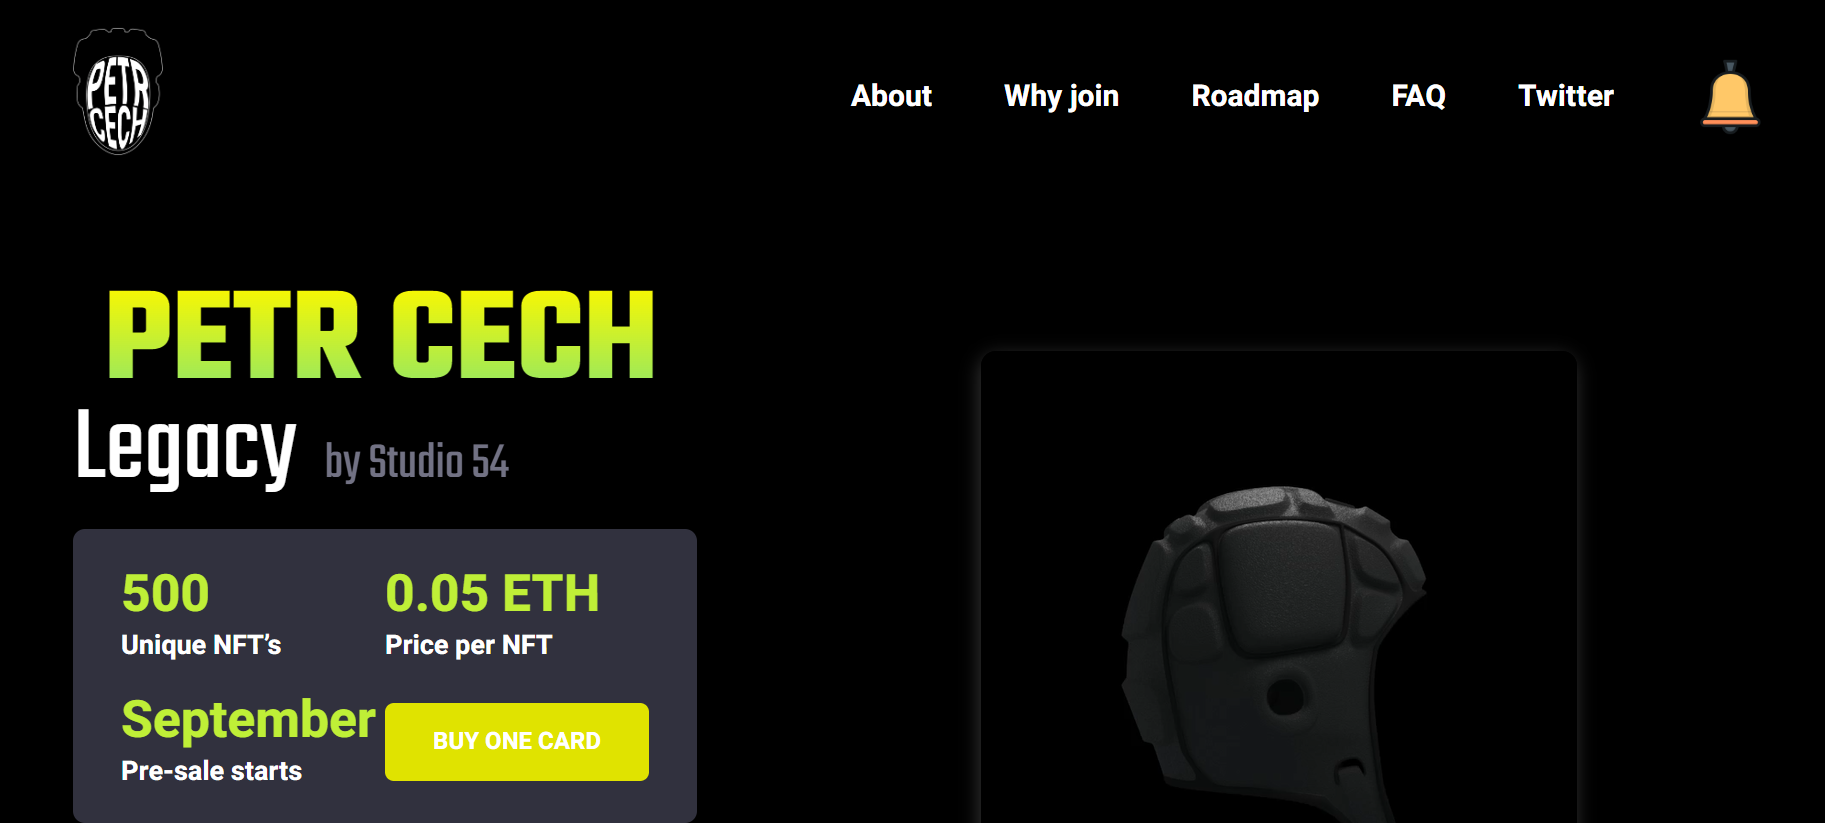 PETR
CECH
About Why join Roadmap FAQ Twitter
PETR CECH
Legacy by Studio 54
500 0.05 ETH
Unique NFT’s Price per NFT
September BUY ONE CARD
Pre-sale starts